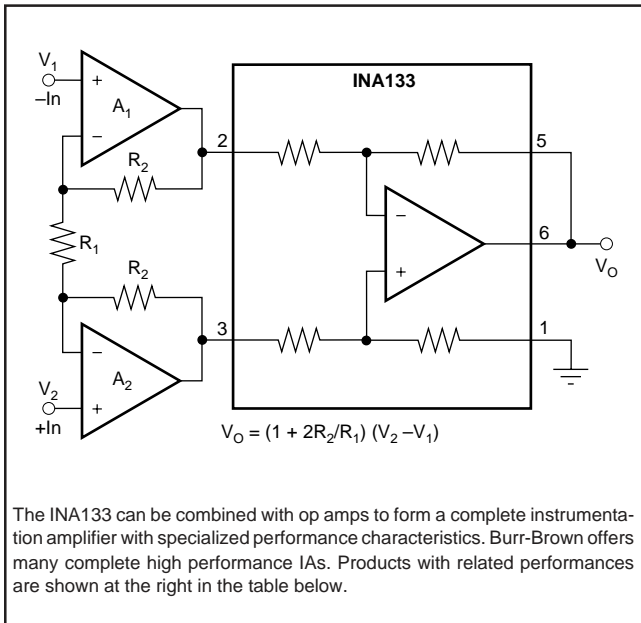 INA133
V1
–In
A1
R2
R1
R2
A2
V2
+In
2
3
5
6
1
VO
VO = (1 + 2R2/R1) (V2 –V1)
The INA133 can be combined with op amps to form a complete instrumenta-
tion amplifier with specialized performance characteristics. Burr-Brown offers
many complete high performance IAs. Products with related performances
are shown at the right in the table below.